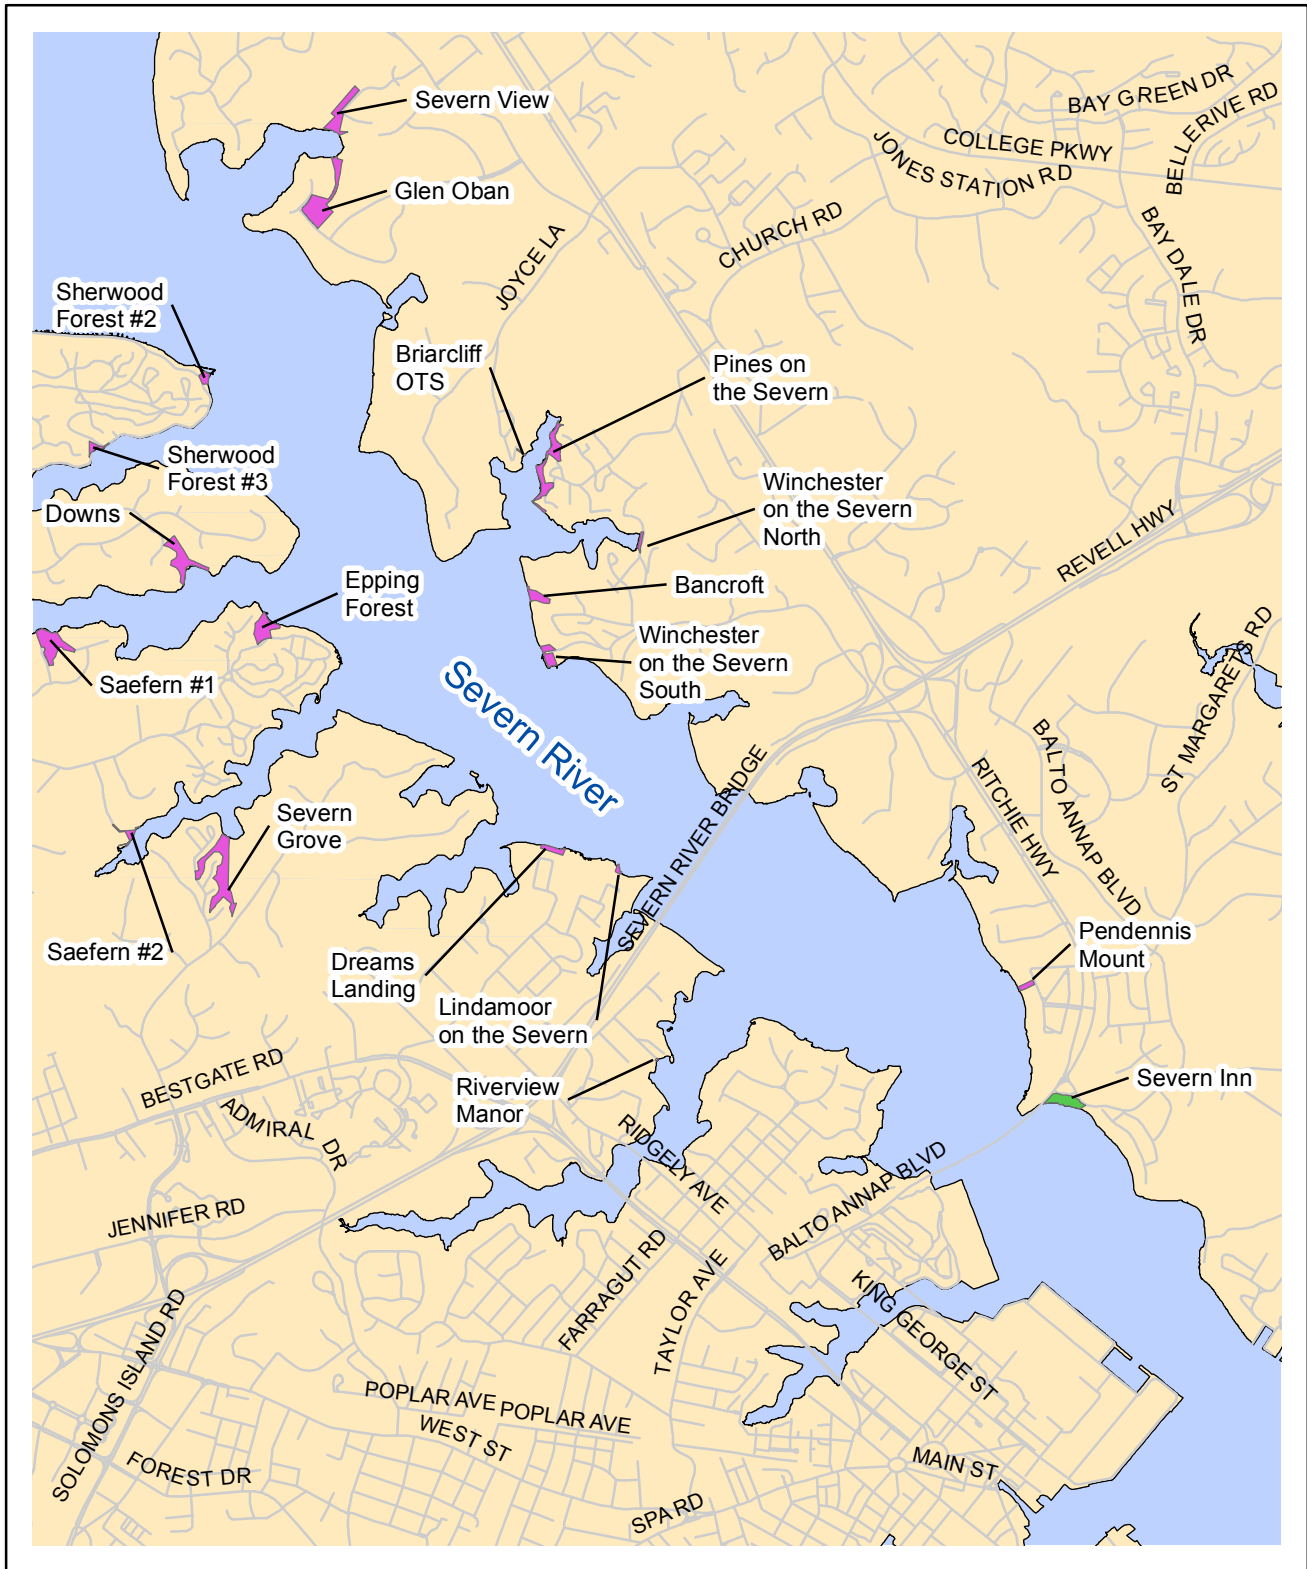 Severn View
BAY GREEN DR
BELLERIVE RD
COLLEGE PKWY
JONES STATION RD
Glen Oban
CHURCH RD
BAY DALE DR
JOYCE LA
Sherwood
Forest #2
Briarcliff
OTS
Pines on
the Severn
Sherwood
Forest #3
Winchester
on the Severn
North
Downs
REVELL HWY
Epping
Forest
Bancroft
Winchester
on the Severn
South
Saefern #1
ST MARGARETS RD
Severn River
BALTO ANNAP BLVD
RITCHIE HWY
SEVERN RIVER BRIDGE
Severn
Grove
Saefern #2
Dreams
Landing
Pendennis
Mount
Lindamoor
on the Severn
Riverview
Manor
Severn Inn
BESTGATE RD
ADMIRAL DR
RIDGELY AVE
BALTO ANNAP BLVD
JENNIFER RD
FARRAGUT RD
TAYLOR AVE
KING GEORGE ST
SOLOMONS ISLAND RD
POPLAR AVE
POPLAR AVE
WEST ST
FOREST DR
MAIN ST
SPA RD